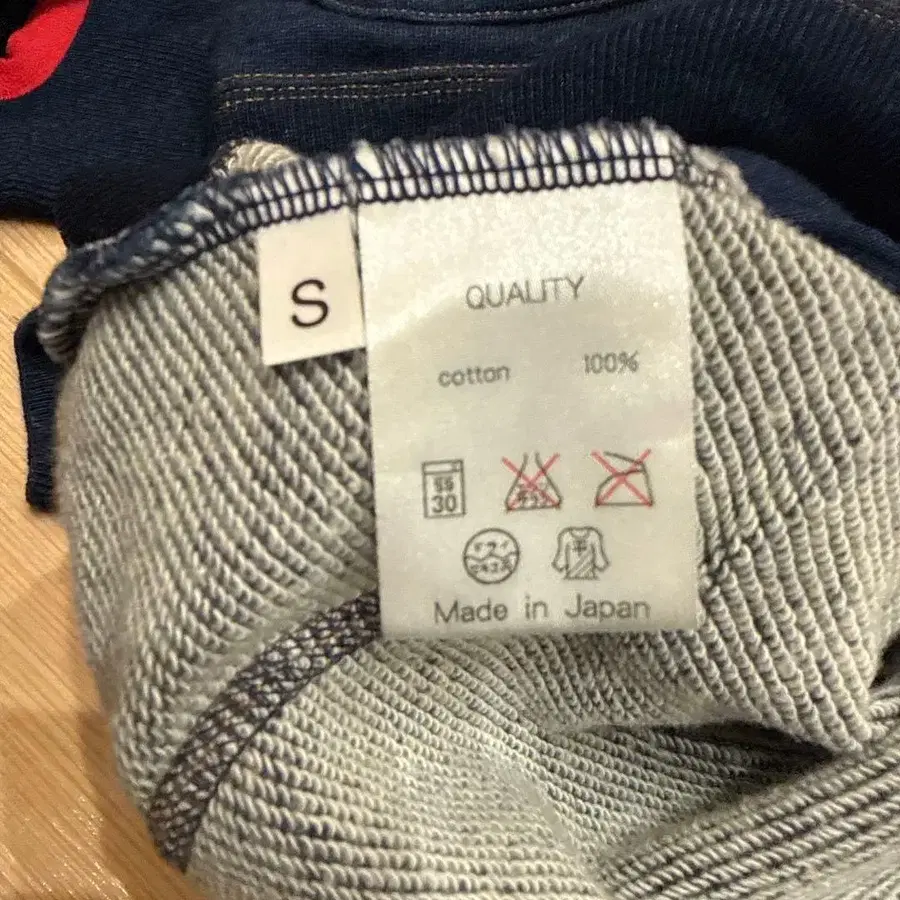 S
QUALITY
cotton 100%
30
Made in Japan